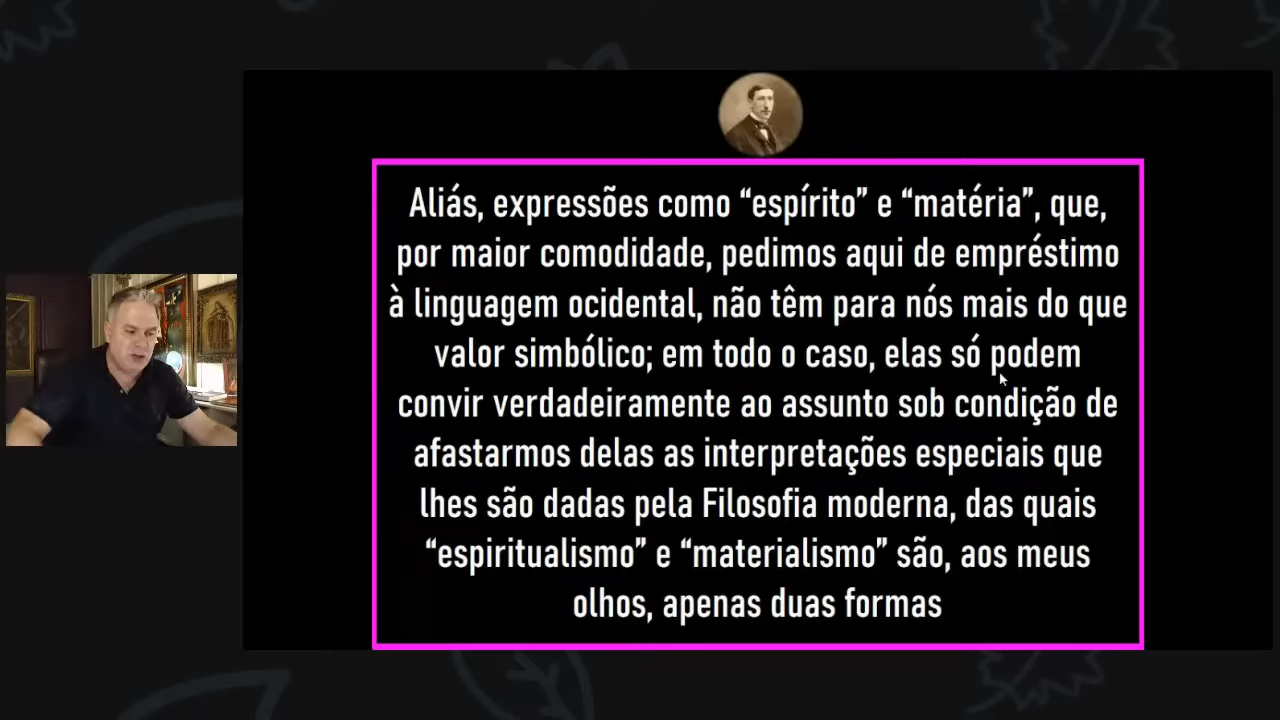 Aliás, expressões como “espírito” e “matéria”, que,
por maior comodidade, pedimos aqui de empréstimo
à linguagem ocidental, não têm para nós mais do que
valor simbólico; em todo o caso, elas só podem
convir verdadeiramente ao assunto sob condição de
afastarmos delas as interpretações especiais que
lhes são dadas pela Filosofia moderna, das quais
“espiritualismo” e “materialismo” são, aos meus
olhos, apenas duas formas